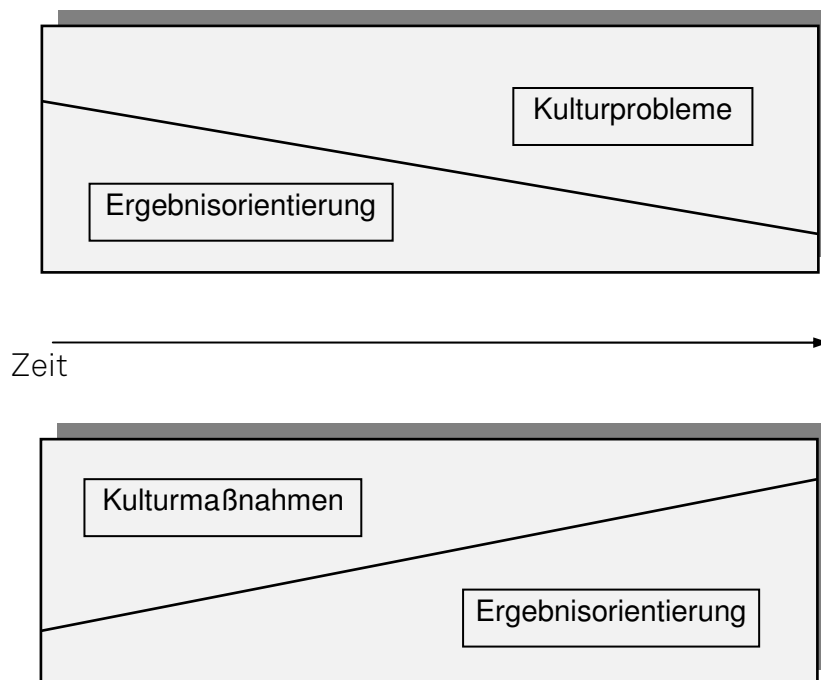 Kulturprobleme
Ergebnisorientierung
Zeit
Kulturmaßnahmen
Ergebnisorientierung